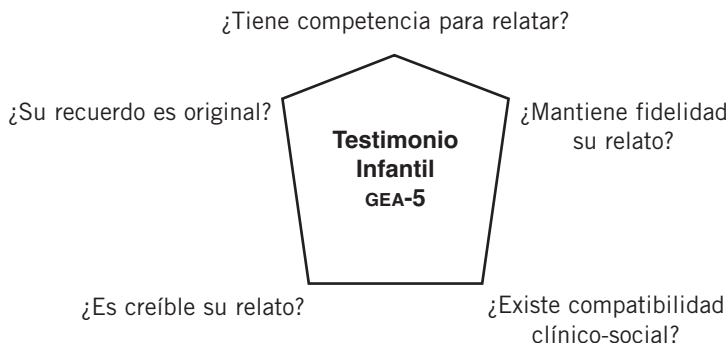 ¿Tiene competencia para relatar?
¿Su recuerdo es original?
¿Mantiene fidelidad
su relato?
Testimonio
Infantil
GEA-5
¿Es creíble su relato?
¿Existe compatibilidad
clínico-social?